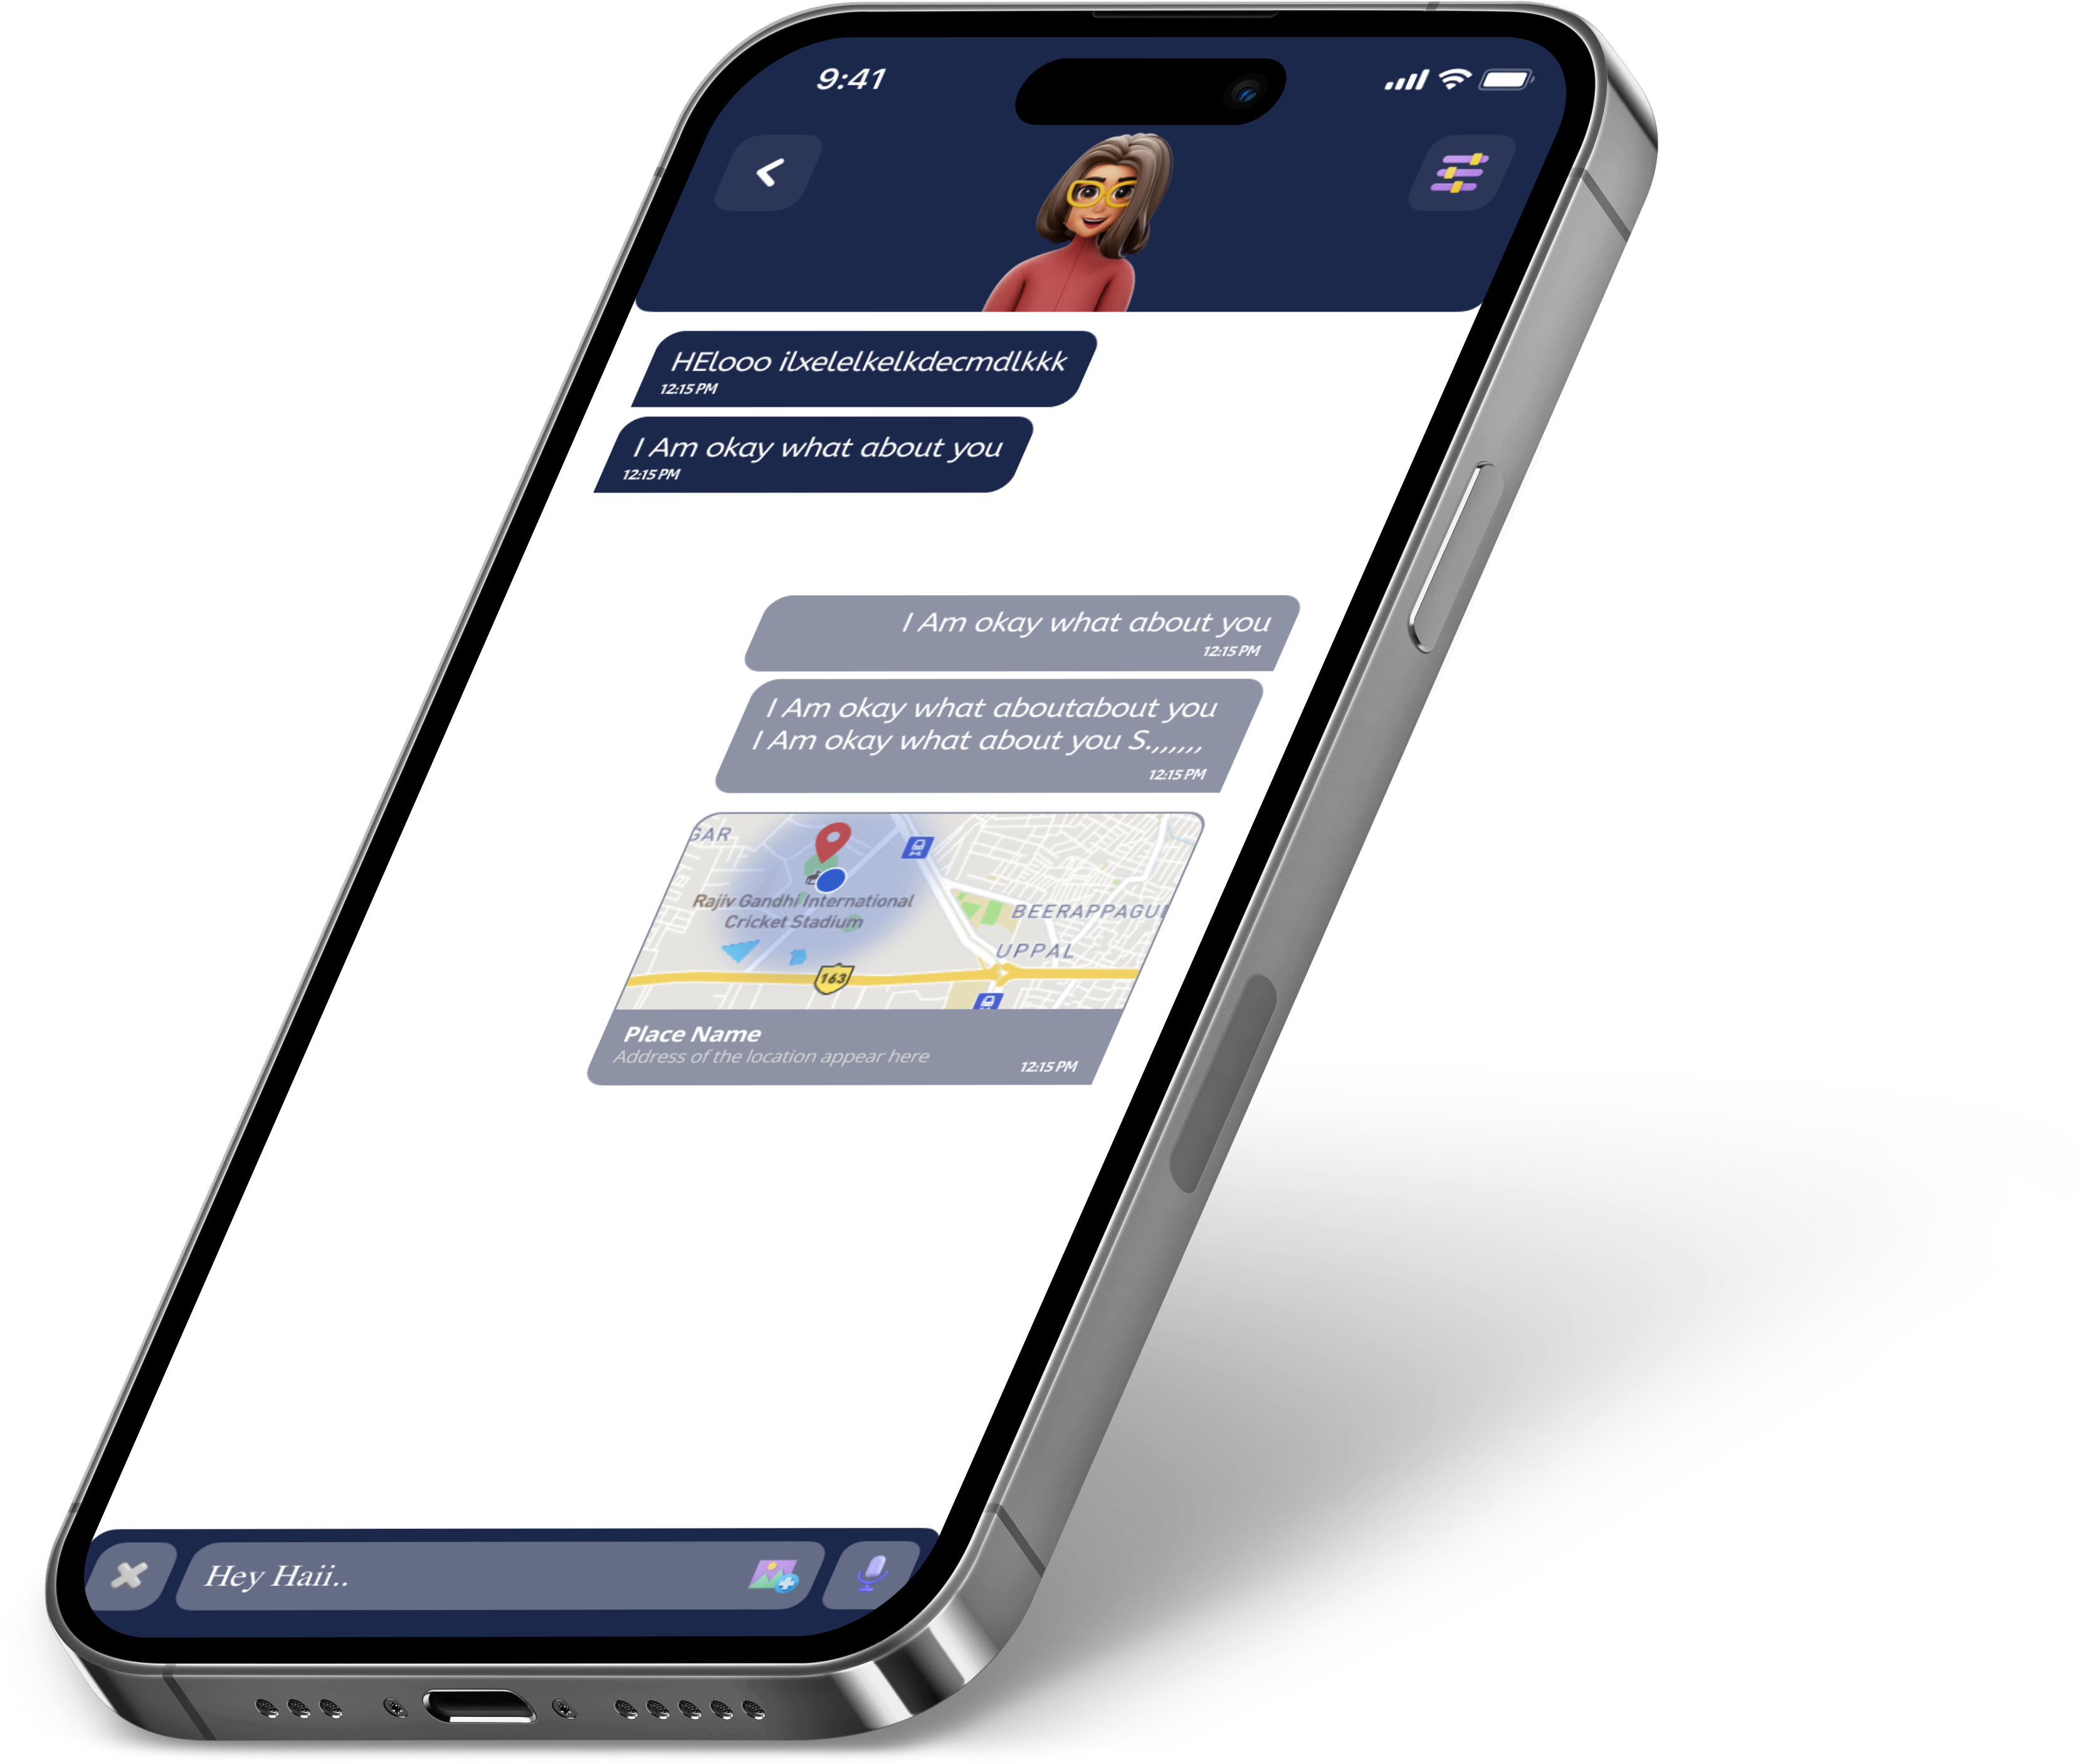 9:41
HElooo ilxelelkelkdecmdlkkk
12:15 PM
I Am okay what about you
12:15 PM
I Am okay what about you
12:15 PM
I Am okay what aboutabout you
I Am okay what about you S.,,,,,,,
12:15 PM
GAR
Rajiv Gandhi International
Cricket Stadium
BEERAPPAGU
UPPAL
163
Place Name
Address of the location appear here
12:15 PM
Hey Haii..